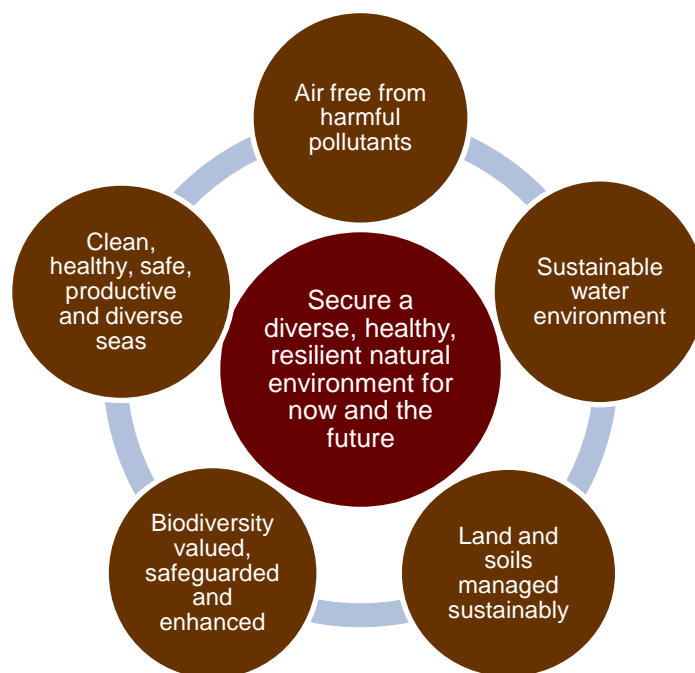 Air free from
harmful
pollutants
Sustainable
water
environment
Land and
soils
managed
sustainably
Biodiversity
valued,
safeguarded
and
enhanced
Clean,
healthy, safe,
productive
and diverse
seas
Secure a
diverse, healthy,
resilient natural
environment for
now and the
future